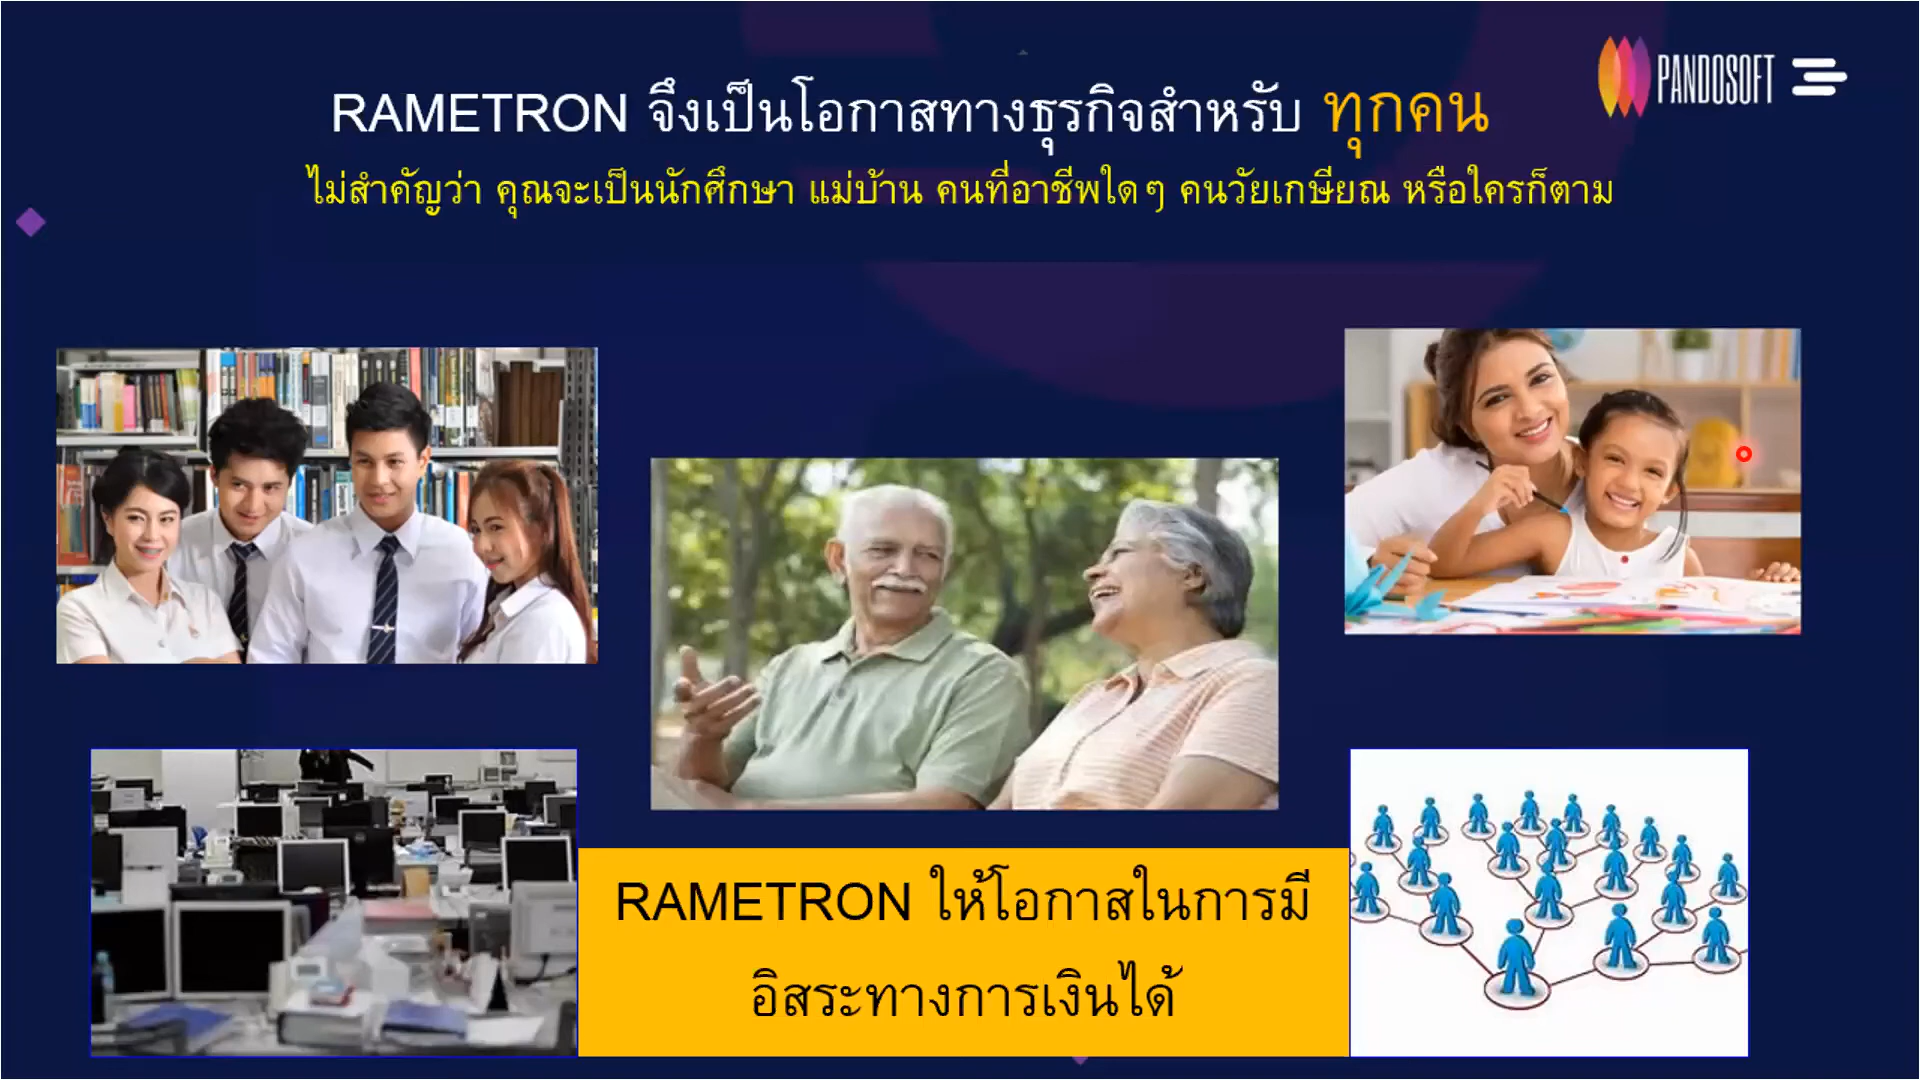 PANDOSOFT
RAMETRON จึงเป็นโอกาสทางธุรกิจสำหรับ ทุกคน
ไม่สำคัญว่า คุณจะเป็นนักศึกษา แม่บ้าน คนที่อาชีพใดๆ คนวัยเกษียณ หรือใครก็ตาม
RAMETRON ให้โอกาสในการมี
อิสระทางการเงินได้